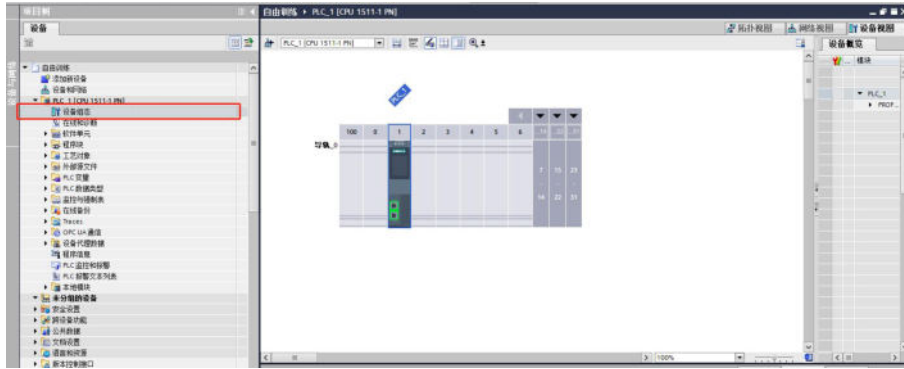 项目树
自由训练 ▸ PLC_1 [CPU 1511-1 PN]
设备
拓扑视图
网络视图
设备视图
PLC_1 [CPU 1511-1 PN]
设备概览
模块
自由训练
添加新设备
设备和网络
PLC_1 [CPU 1511-1 PN]
设备组态
在线和诊断
软件单元
程序块
工艺对象
外部源文件
PLC 变量
PLC 数据类型
监控与强制表
在线备份
Traces
OPC UA 通信
设备代理数据
程序信息
PLC 监控和报警
PLC 报警文本列表
本地模块
未分组的设备
安全设置
跨设备功能
公共数据
文档设置
语言和资源
版本控制接口
PLC_1
导轨_0
100 0 1 2 3 4 5 6
7 15 23
14 22 31
PLC_1
PROF...
100%